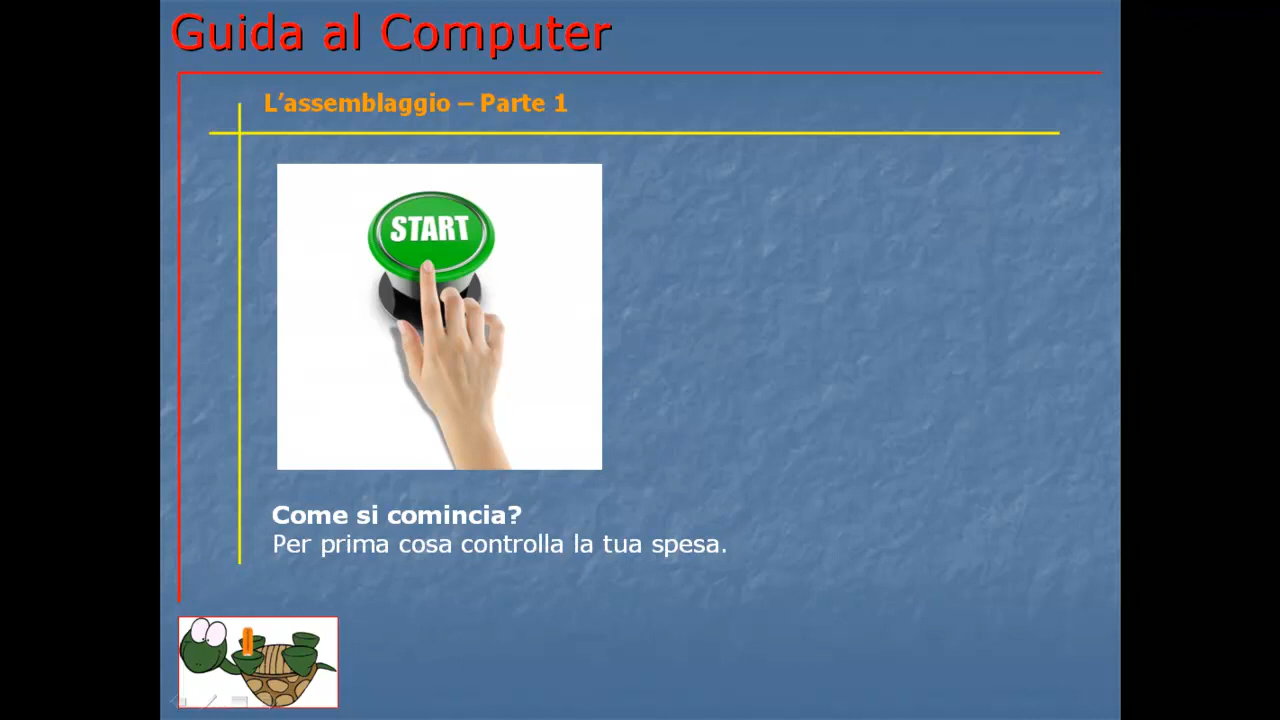 Guida al Computer
L’assemblaggio – Parte 1
START
Come si comincia?
Per prima cosa controlla la tua spesa.